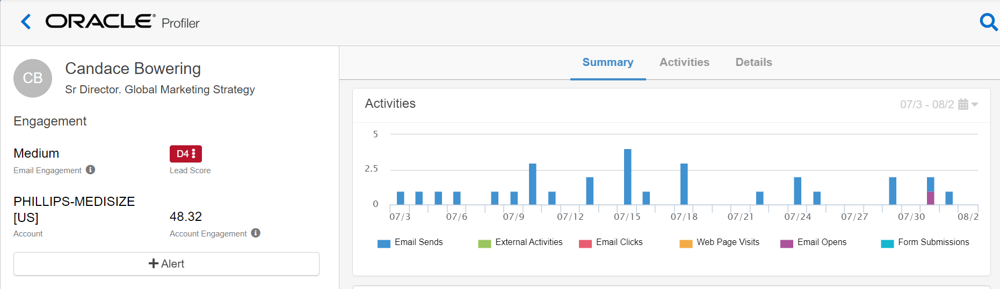 ORACLE® Profiler
CB
Candace Bowering
Sr Director. Global Marketing Strategy
Engagement
Medium
Email Engagement
D4
Lead Score
PHILLIPS-MEDISIZE
[US]
Account
48.32
Account Engagement
+ Alert
Summary Activities Details
Activities
07/3 - 08/2
5
2.5
0
07/3 07/6 07/9 07/12 07/15 07/18 07/21 07/24 07/27 07/30 08/2
Email Sends External Activities Email Clicks Web Page Visits Email Opens Form Submissions